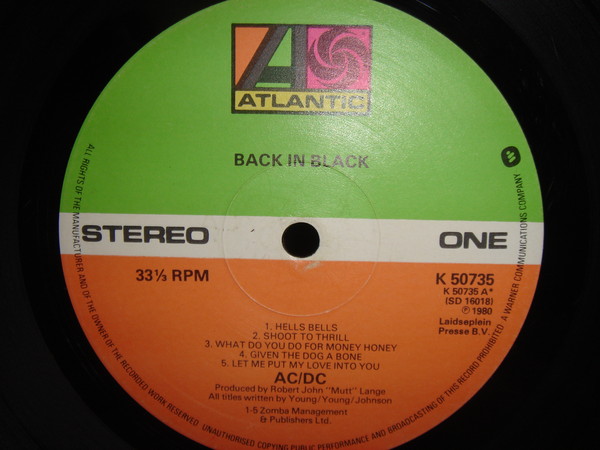 ATLANTIC
BACK IN BLACK
STEREO
ONE
33⅓ RPM
K 50735
K 50735 A*
(SD 16018)
℗ 1980
Laidseplein
Presse B.V.
1. HELLS BELLS
2. SHOOT TO THRILL
3. WHAT DO YOU DO FOR MONEY HONEY
4. GIVEN THE DOG A BONE
5. LET ME PUT MY LOVE INTO YOU
AC/DC
Produced by Robert John "Mutt" Lange
All titles written by Young/Young/Johnson
1-5 Zomba Management
& Publishers Ltd.
ALL RIGHTS OF THE MANUFACTURER AND OF THE OWNER OF THE RECORDED WORK RESERVED. UNAUTHORISED COPYING PUBLIC PERFORMANCE AND BROADCASTING OF THIS RECORD PROHIBITED. A WARNER COMMUNICATIONS COMPANY